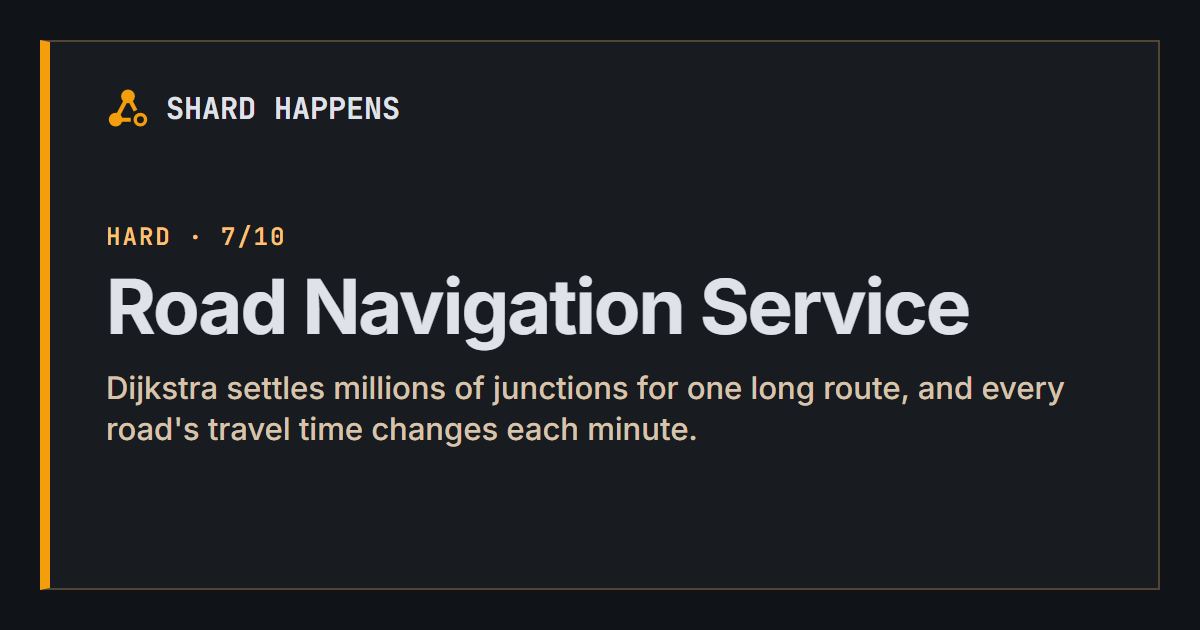 SHARD HAPPENS
HARD · 7/10
Road Navigation Service
Dijkstra settles millions of junctions for one long route, and every
road's travel time changes each minute.